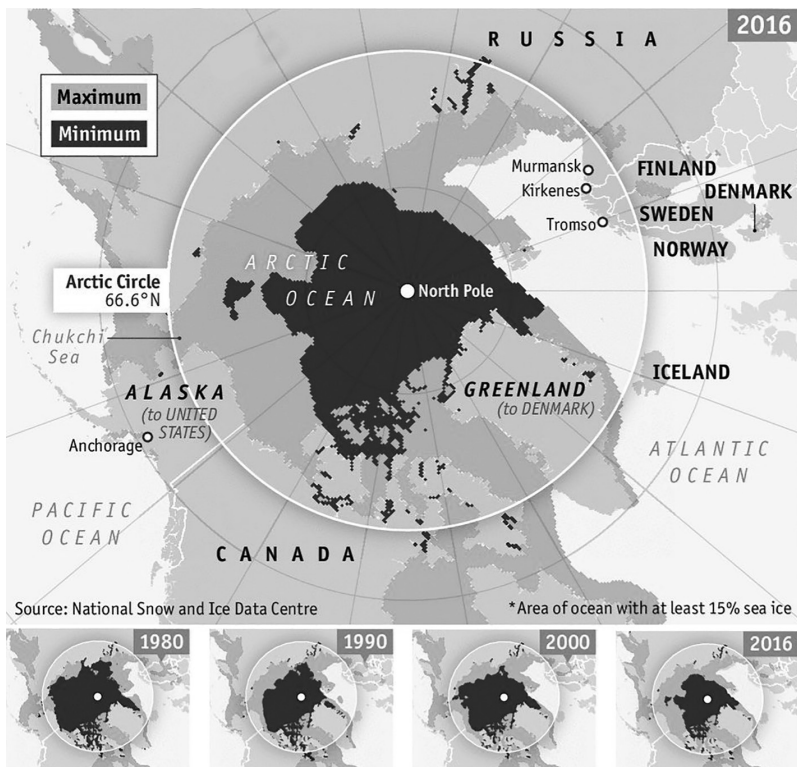 2016
RUSSIA
Maximum
Minimum
Murmansk
Kirkenes
Tromso
FINLAND
DENMARK
SWEDEN
NORWAY
ARCTIC
OCEAN
North Pole
Arctic Circle
66.6°N
Chukchi
Sea
ALASKA
(to UNITED
STATES)
Anchorage
GREENLAND
(to DENMARK)
ICELAND
ATLANTIC
OCEAN
PACIFIC
OCEAN
CANADA
Source: National Snow and Ice Data Centre
*Area of ocean with at least 15% sea ice
1980
1990
2000
2016